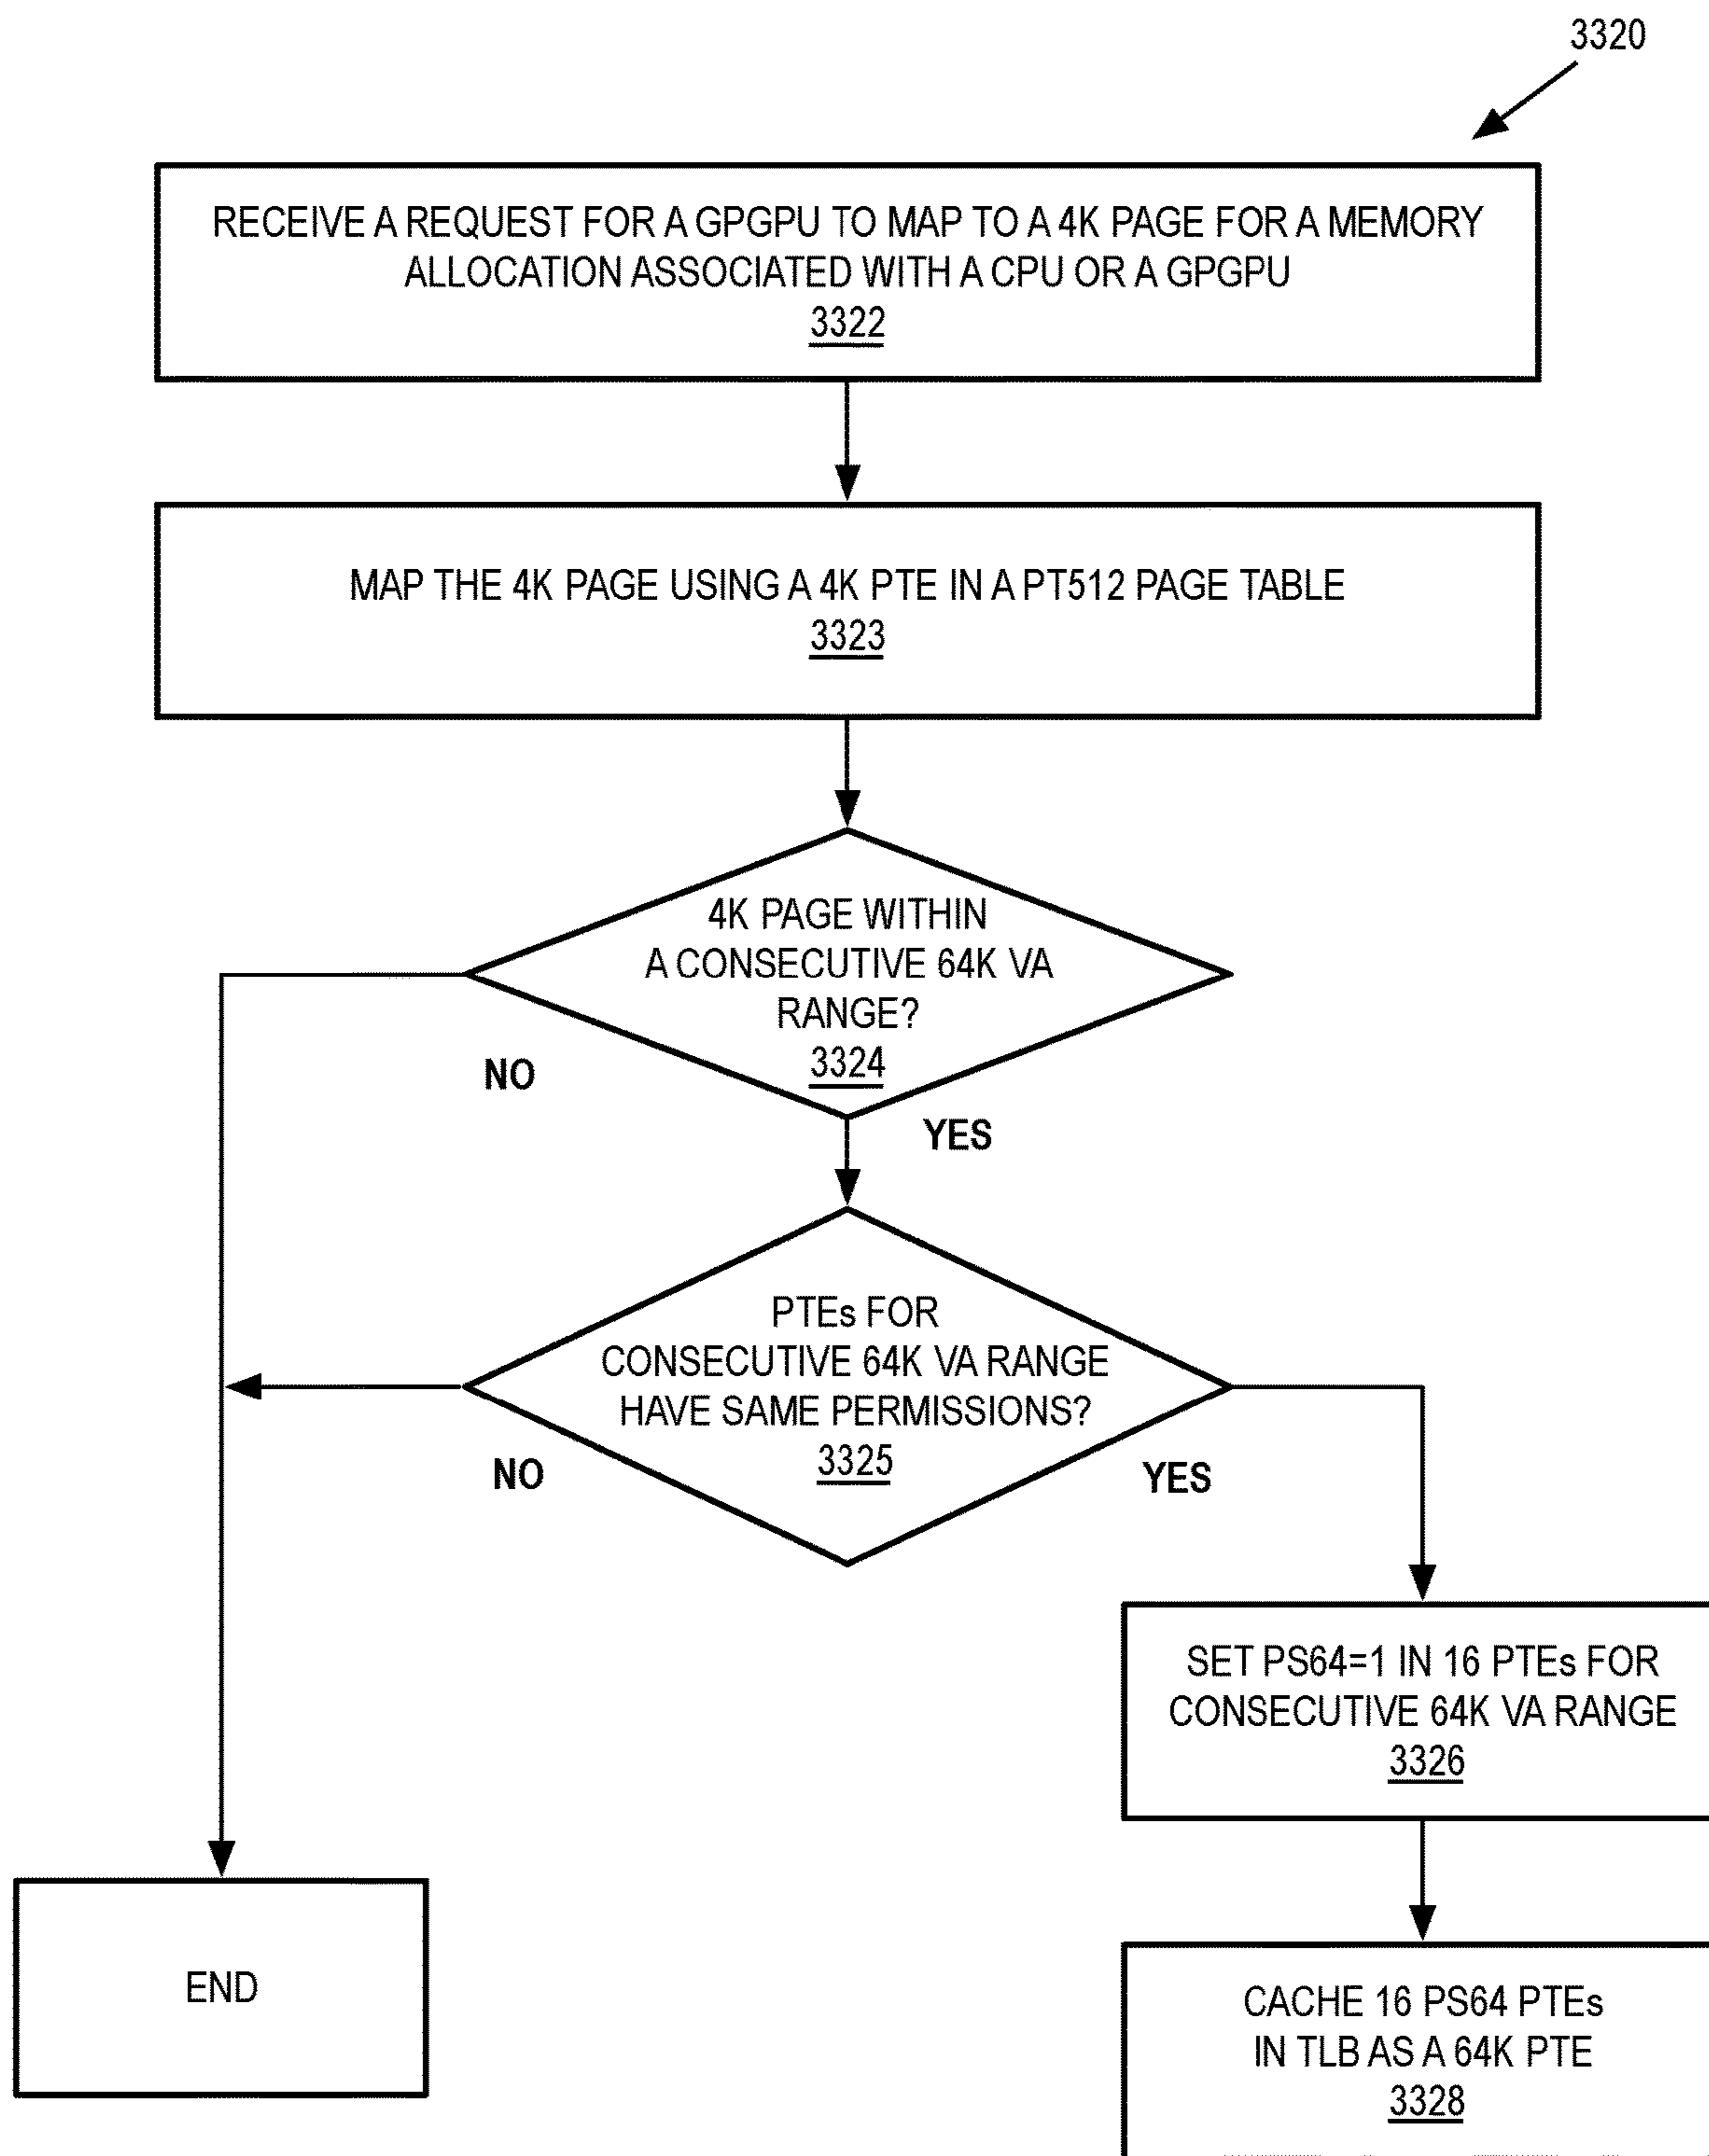 3320
RECEIVE A REQUEST FOR A GPGPU TO MAP TO A 4K PAGE FOR A MEMORY
ALLOCATION ASSOCIATED WITH A CPU OR A GPGPU
3322
MAP THE 4K PAGE USING A 4K PTE IN A PT512 PAGE TABLE
3323
4K PAGE WITHIN
A CONSECUTIVE 64K VA
RANGE?
3324
NO
YES
PTEs FOR
CONSECUTIVE 64K VA RANGE
HAVE SAME PERMISSIONS?
3325
NO
YES
SET PS64=1 IN 16 PTEs FOR
CONSECUTIVE 64K VA RANGE
3326
END
CACHE 16 PS64 PTEs
IN TLB AS A 64K PTE
3328